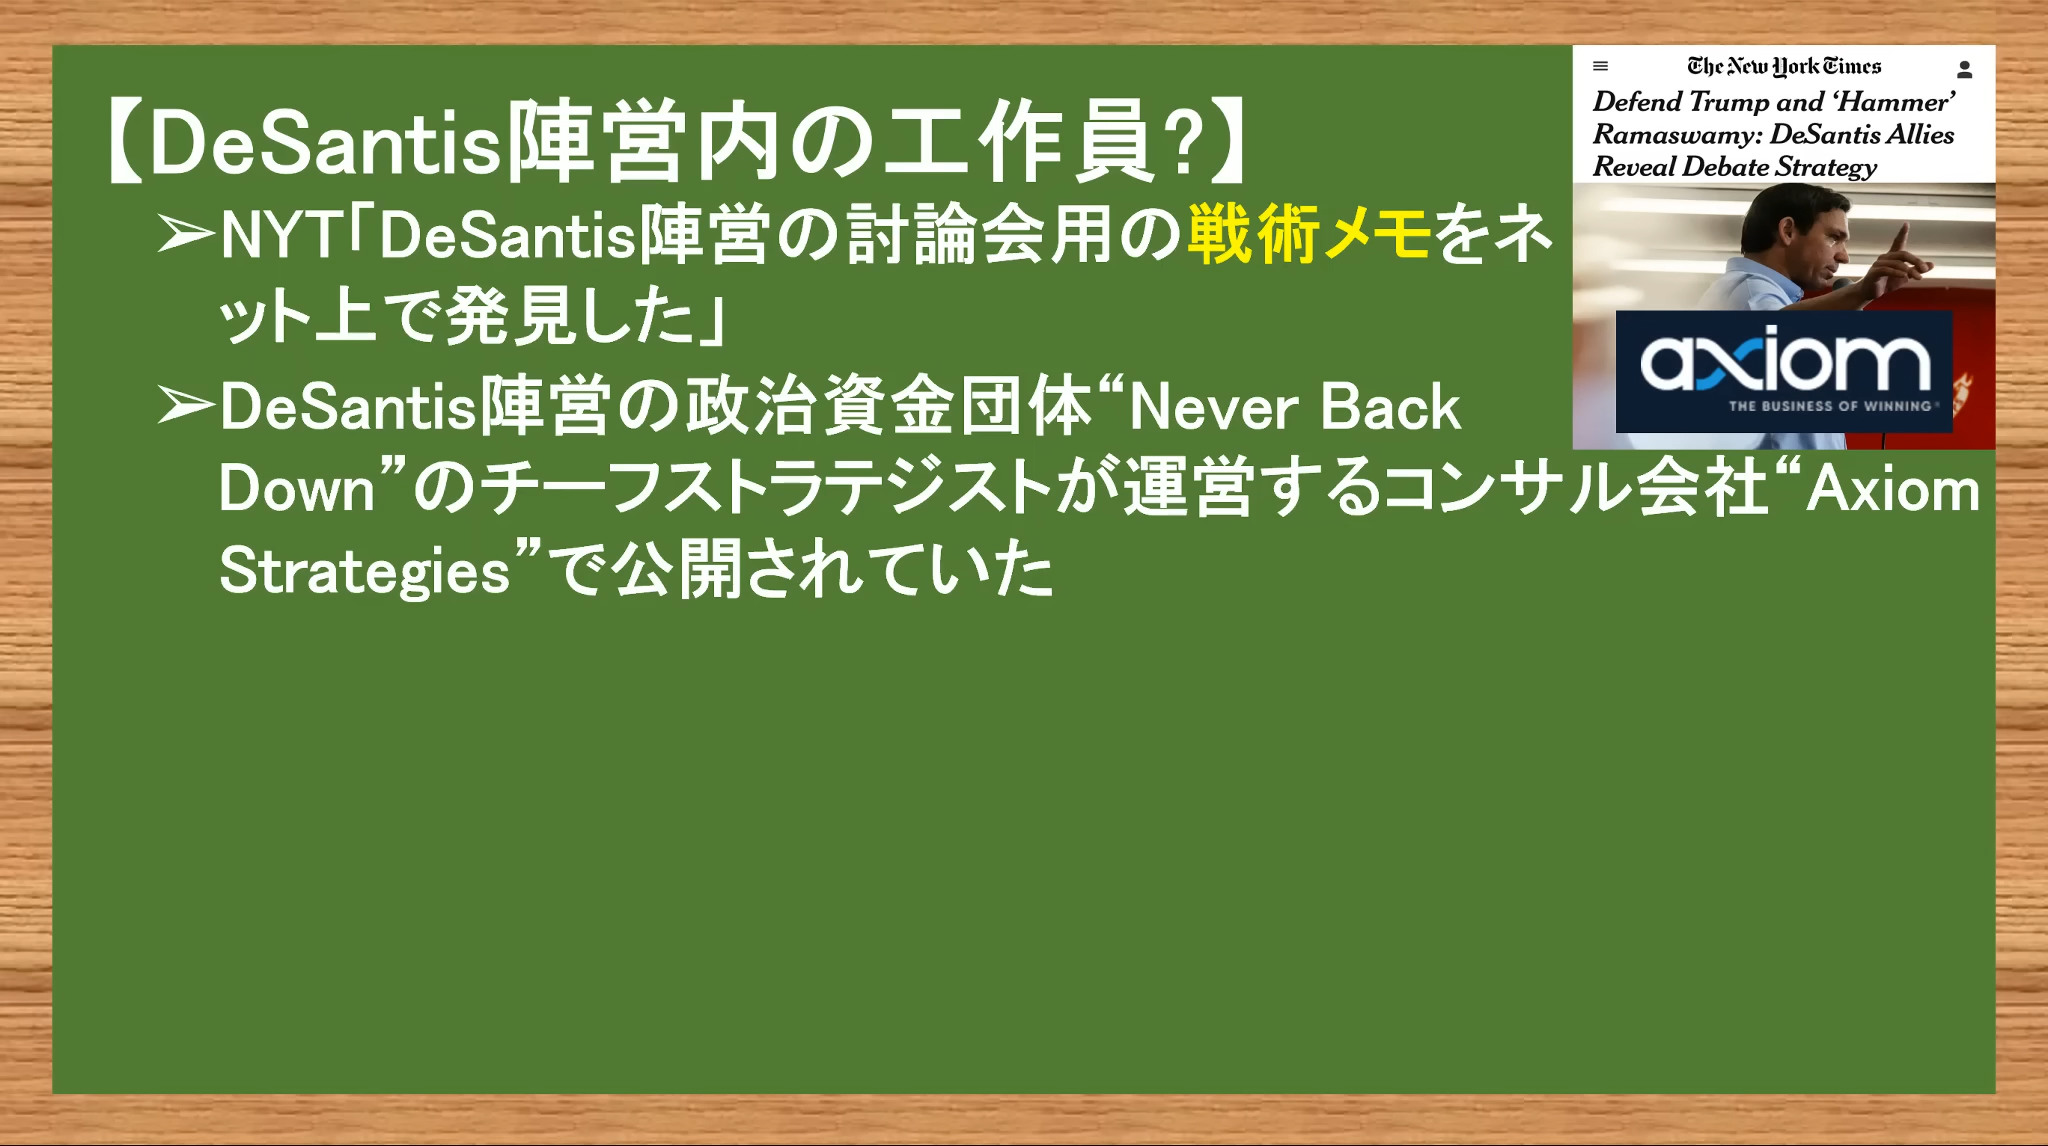 【DeSantis陣営内の工作員?】
➢NYT「DeSantis陣営の討論会用の戦術メモをネ
ット上で発見した」
➢DeSantis陣営の政治資金団体“Never Back
Down”のチーフストラテジストが運営するコンサル会社“Axiom
Strategies”で公開されていた
The New York Times
Defend Trump and ‘Hammer’
Ramaswamy: DeSantis Allies
Reveal Debate Strategy
axiom
THE BUSINESS OF WINNING®